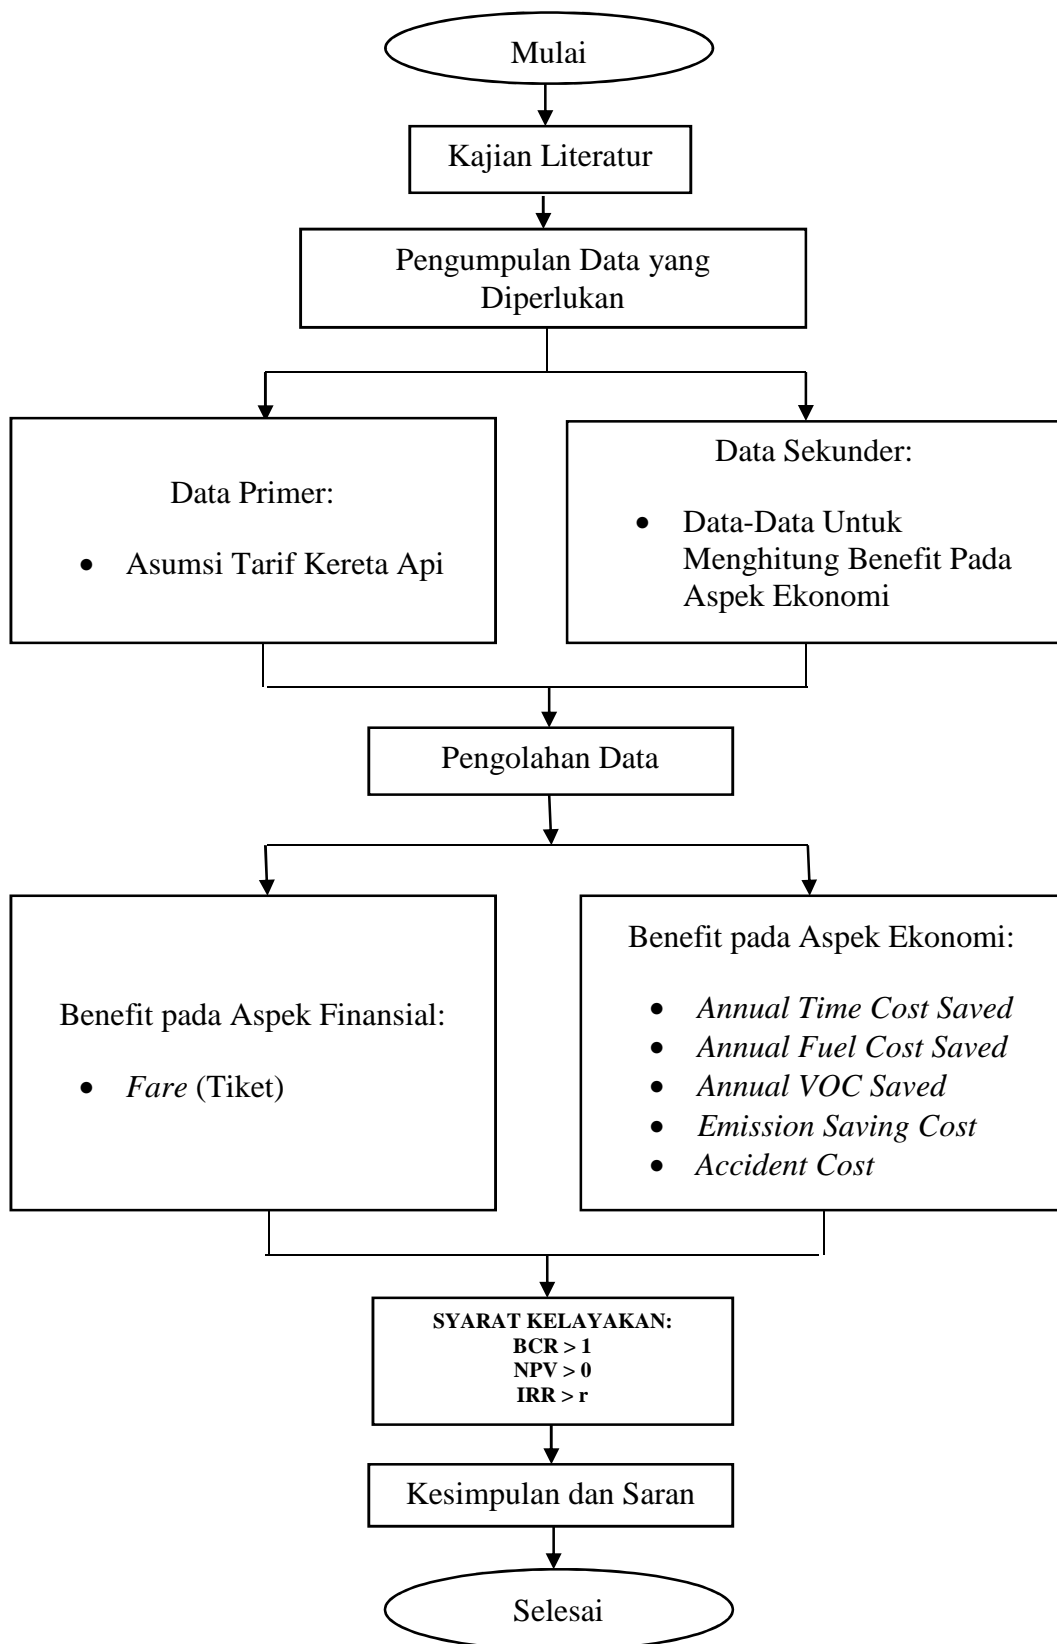 Mulai
Kajian Literatur
Pengumpulan Data yang
Diperlukan
Data Primer:
• Asumsi Tarif Kereta Api
Data Sekunder:
• Data-Data Untuk
Menghitung Benefit Pada
Aspek Ekonomi
Pengolahan Data
Benefit pada Aspek Finansial:
• Fare (Tiket)
Benefit pada Aspek Ekonomi:
• Annual Time Cost Saved
• Annual Fuel Cost Saved
• Annual VOC Saved
• Emission Saving Cost
• Accident Cost
SYARAT KELAYAKAN:
BCR > 1
NPV > 0
IRR > r
Kesimpulan dan Saran
Selesai